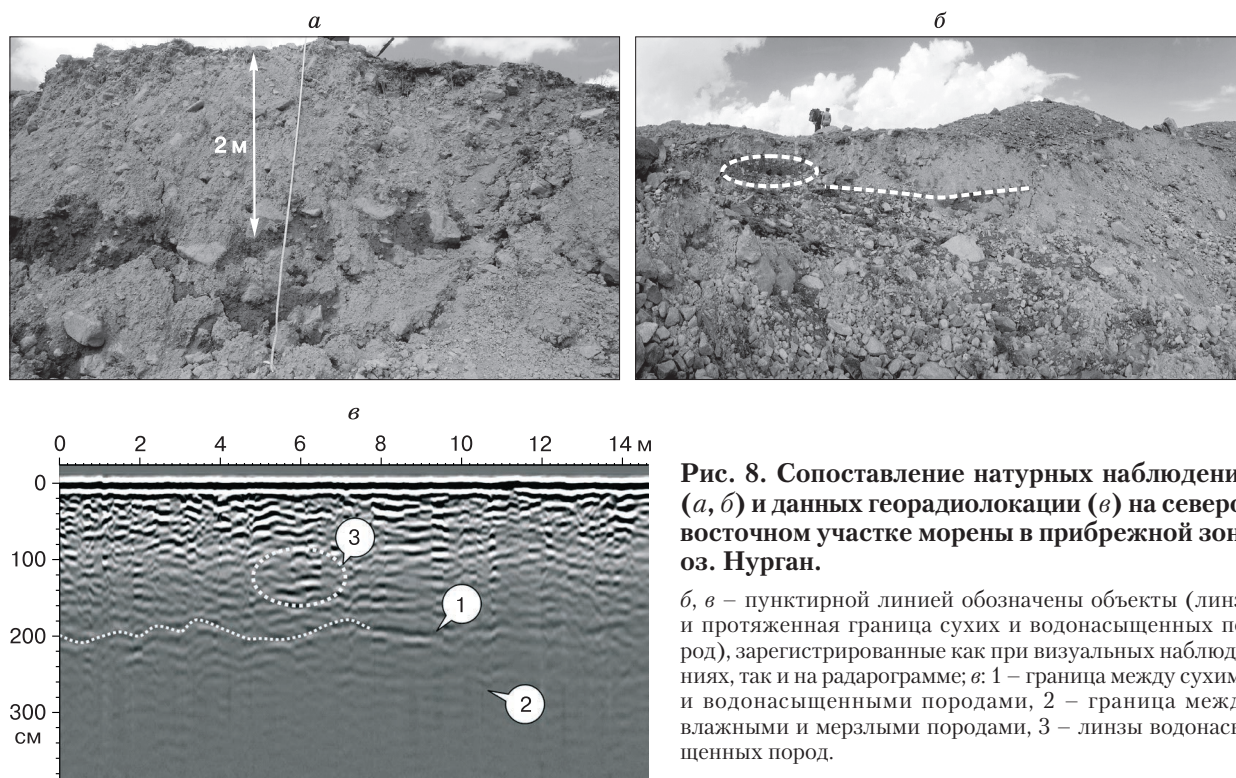 а
б
2 м
в
0 2 4 6 8 10 12 14 м
0
100
200
300
см
3
1
2
Рис. 8. Сопоставление натурных наблюдени
(а, б) и данных георадиолокации (в) на северо
восточном участке морены в прибрежной зон
оз. Нурган.
б, в – пунктирной линией обозначены объекты (линз
и протяженная граница сухих и водонасыщенных по
род), зарегистрированные как при визуальных наблюд
ниях, так и на радарограмме; в: 1 – граница между сухим
и водонасыщенными породами, 2 – граница межд
влажными и мерзлыми породами, 3 – линзы водонас
щенных пород.